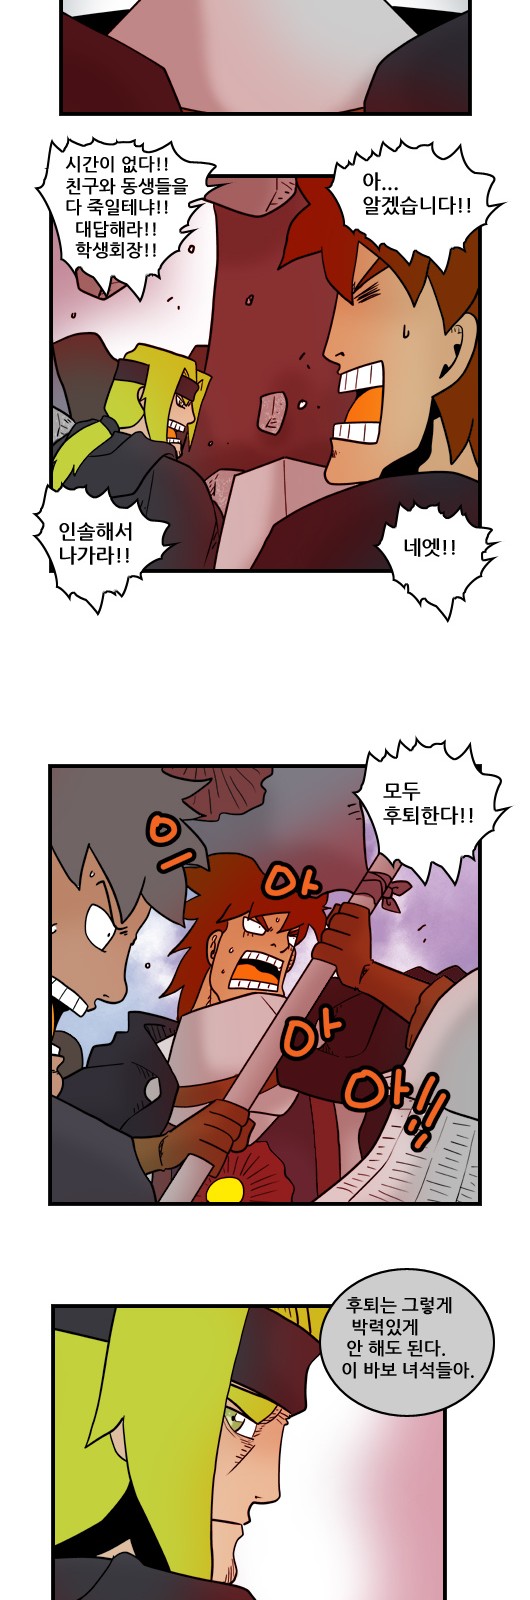 시간이 없다!!
친구와 동생들을
다 죽일테냐!!
대답해라!!
학생회장!!
아...
알겠습니다!!
인솔해서
나가라!!
네엣!!
모두
후퇴한다!!
으
아
아
아!!
후퇴는 그렇게
박력있게
안 해도 된다.
이 바보 녀석들아.